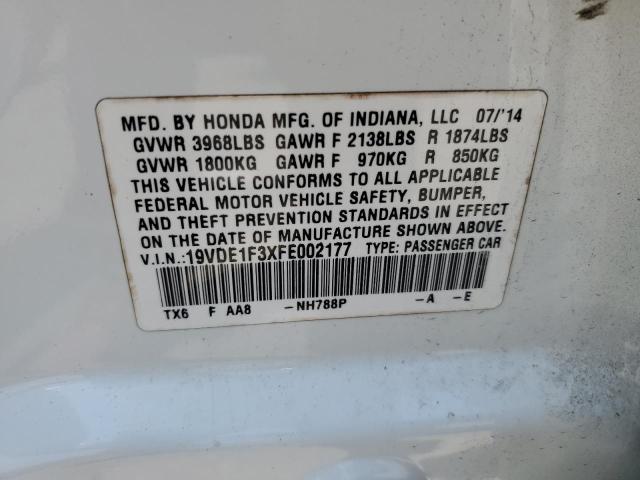 MFD. BY HONDA MFG. OF INDIANA, LLC 07/'14
GVWR 3968LBS GAWR F 2138LBS R 1874LBS
GVWR 1800KG GAWR F 970KG R 850KG
THIS VEHICLE CONFORMS TO ALL APPLICABLE
FEDERAL MOTOR VEHICLE SAFETY, BUMPER,
AND THEFT PREVENTION STANDARDS IN EFFECT
ON THE DATE OF MANUFACTURE SHOWN ABOVE.
V.I.N.:19VDE1F3XFE002177 TYPE: PASSENGER CAR
TX6 F AA8 -NH788P -A -E